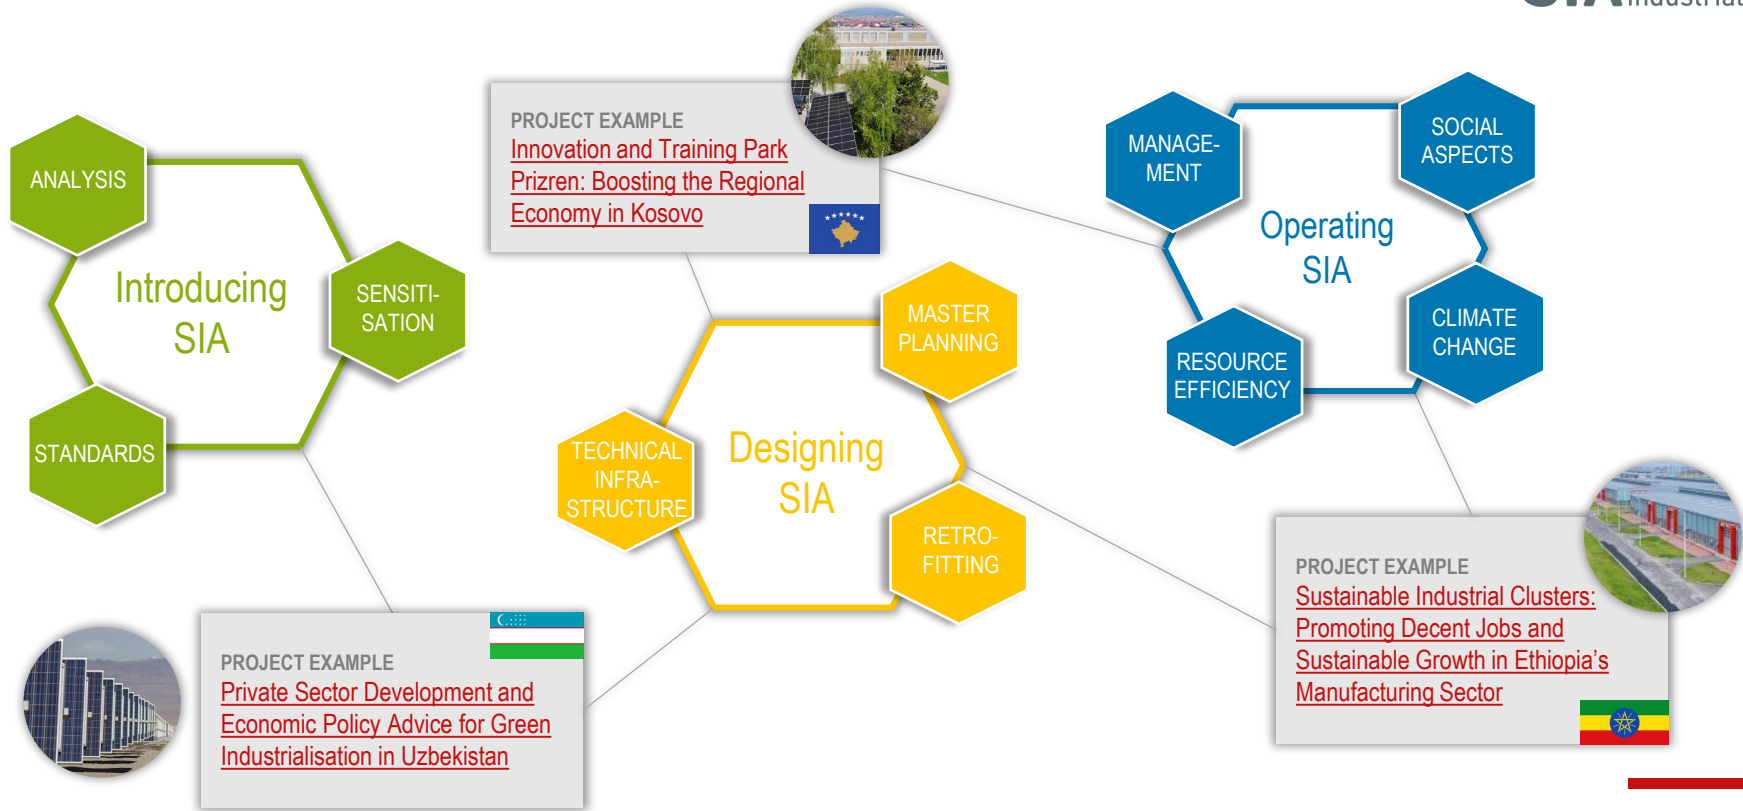 SIA Industrial
ANALYSIS
Introducing
SIA
SENSITI-
SATION
STANDARDS
PROJECT EXAMPLE
Innovation and Training Park
Prizren: Boosting the Regional
Economy in Kosovo
MANAGE-
MENT
SOCIAL
ASPECTS
Operating
SIA
RESOURCE
EFFICIENCY
CLIMATE
CHANGE
MASTER
PLANNING
TECHNICAL
INFRA-
STRUCTURE
Designing
SIA
RETRO-
FITTING
PROJECT EXAMPLE
Private Sector Development and
Economic Policy Advice for Green
Industrialisation in Uzbekistan
PROJECT EXAMPLE
Sustainable Industrial Clusters:
Promoting Decent Jobs and
Sustainable Growth in Ethiopia’s
Manufacturing Sector